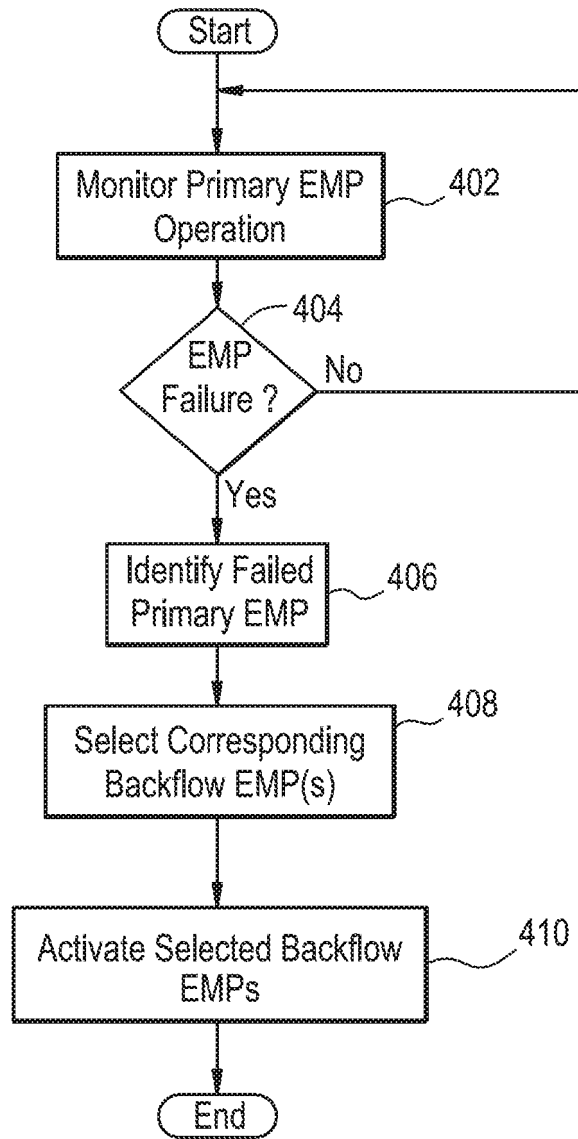 Start
Monitor Primary EMP
Operation
402
404
EMP
Failure ?
No
Yes
Identify Failed
Primary EMP
406
408
Select Corresponding
Backflow EMP(s)
Activate Selected Backflow
EMPs
410
End